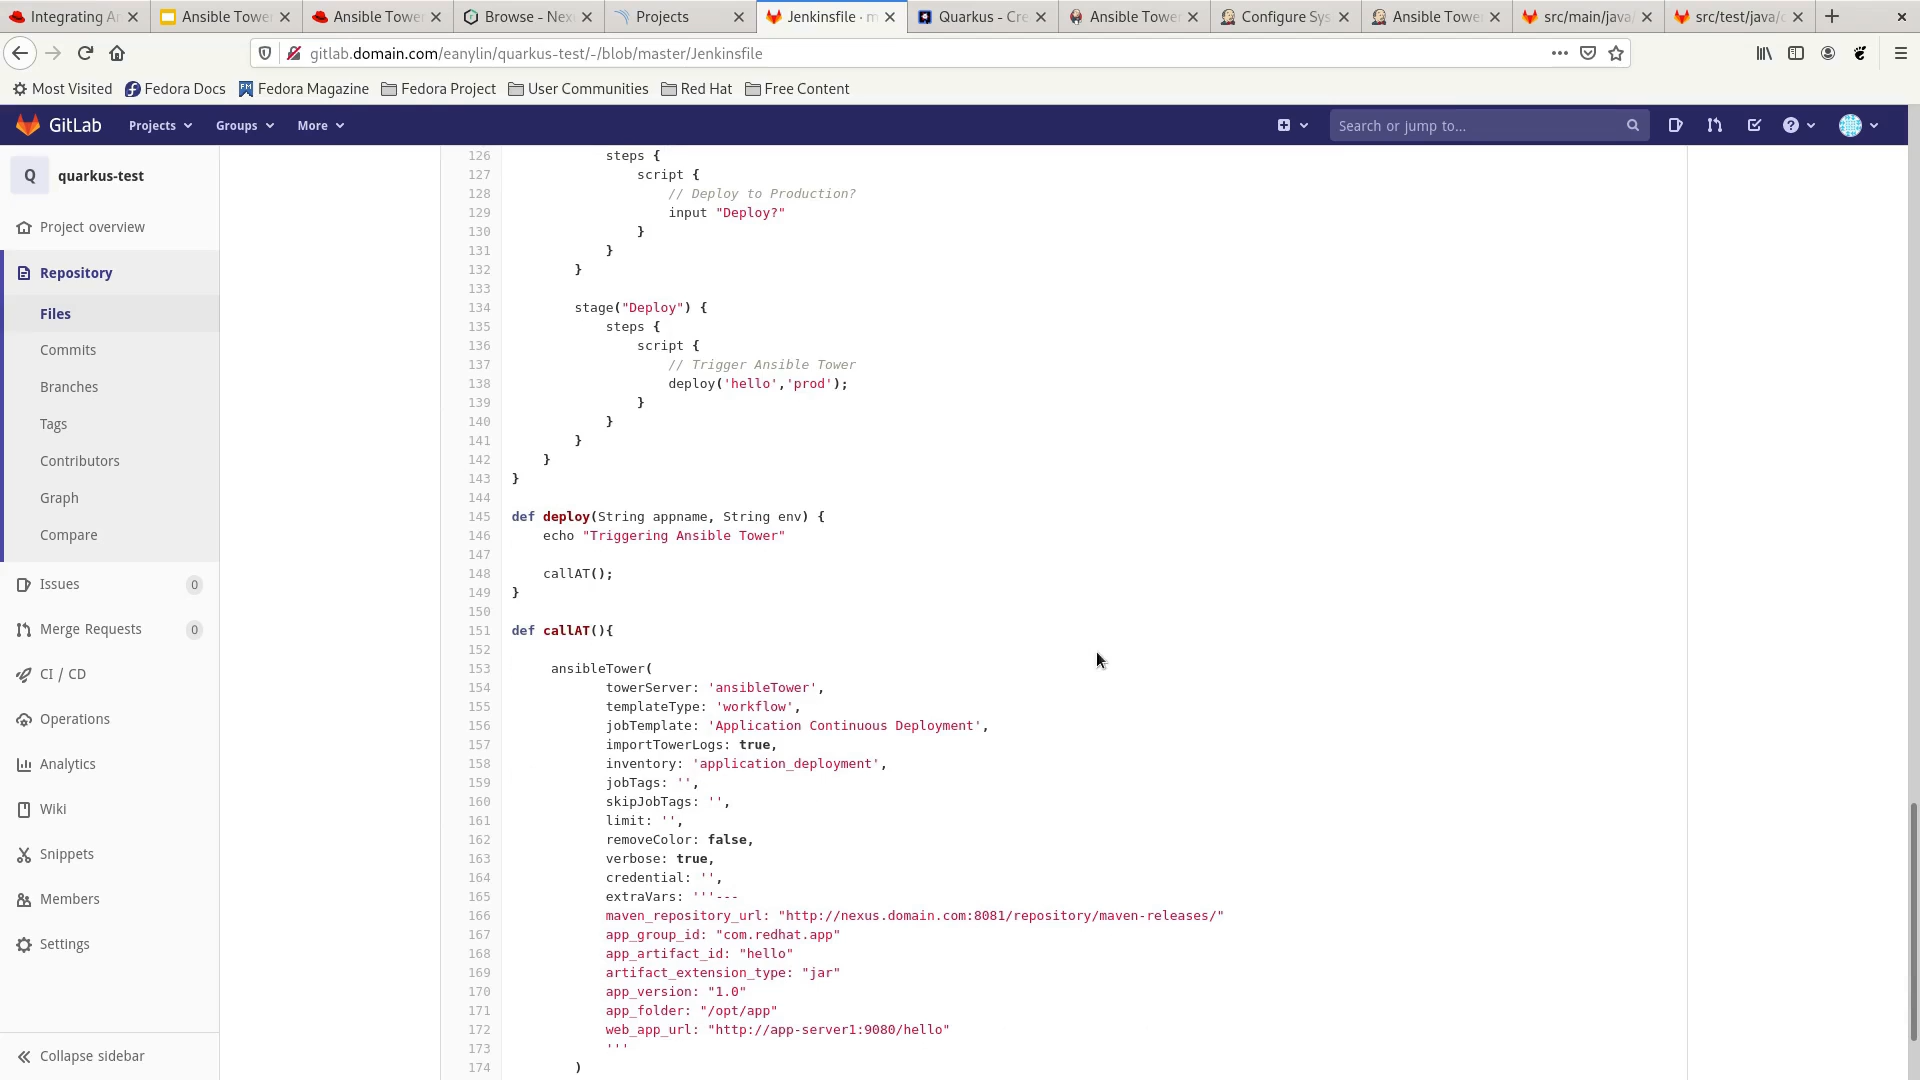 Integrating An
Ansible Towe
Ansible Towe
Browse - Nex
Projects
Jenkinsfile · m
Quarkus - Cre
Ansible Towe
Configure Sys
Ansible Towe
src/main/java/
src/test/java/c
gitlab.domain.com/eanylin/quarkus-test/-/blob/master/Jenkinsfile
Most Visited
Fedora Docs
Fedora Magazine
Fedora Project
User Communities
Red Hat
Free Content
GitLab
Projects
Groups
More
Search or jump to...
Q
quarkus-test
Project overview
Repository
Files
Commits
Branches
Tags
Contributors
Graph
Compare
Issues 0
Merge Requests 0
CI / CD
Operations
Analytics
Wiki
Snippets
Members
Settings
Collapse sidebar
126 steps {
127 script {
128 // Deploy to Production?
129 input "Deploy?"
130 }
131 }
132 }
133
134 stage("Deploy") {
135 steps {
136 script {
137 // Trigger Ansible Tower
138 deploy('hello','prod');
139 }
140 }
141 }
142 }
143 }
144
145 def deploy(String appname, String env) {
146 echo "Triggering Ansible Tower"
147
148 callAT();
149 }
150
151 def callAT(){
152
153 ansibleTower(
154 towerServer: 'ansibleTower',
155 templateType: 'workflow',
156 jobTemplate: 'Application Continuous Deployment',
157 importTowerLogs: true,
158 inventory: 'application_deployment',
159 jobTags: '',
160 skipJobTags: '',
161 limit: '',
162 removeColor: false,
163 verbose: true,
164 credential: '',
165 extraVars: '''---
166 maven_repository_url: "http://nexus.domain.com:8081/repository/maven-releases/"
167 app_group_id: "com.redhat.app"
168 app_artifact_id: "hello"
169 artifact_extension_type: "jar"
170 app_version: "1.0"
171 app_folder: "/opt/app"
172 web_app_url: "http://app-server1:9080/hello"
173 '''
174 )